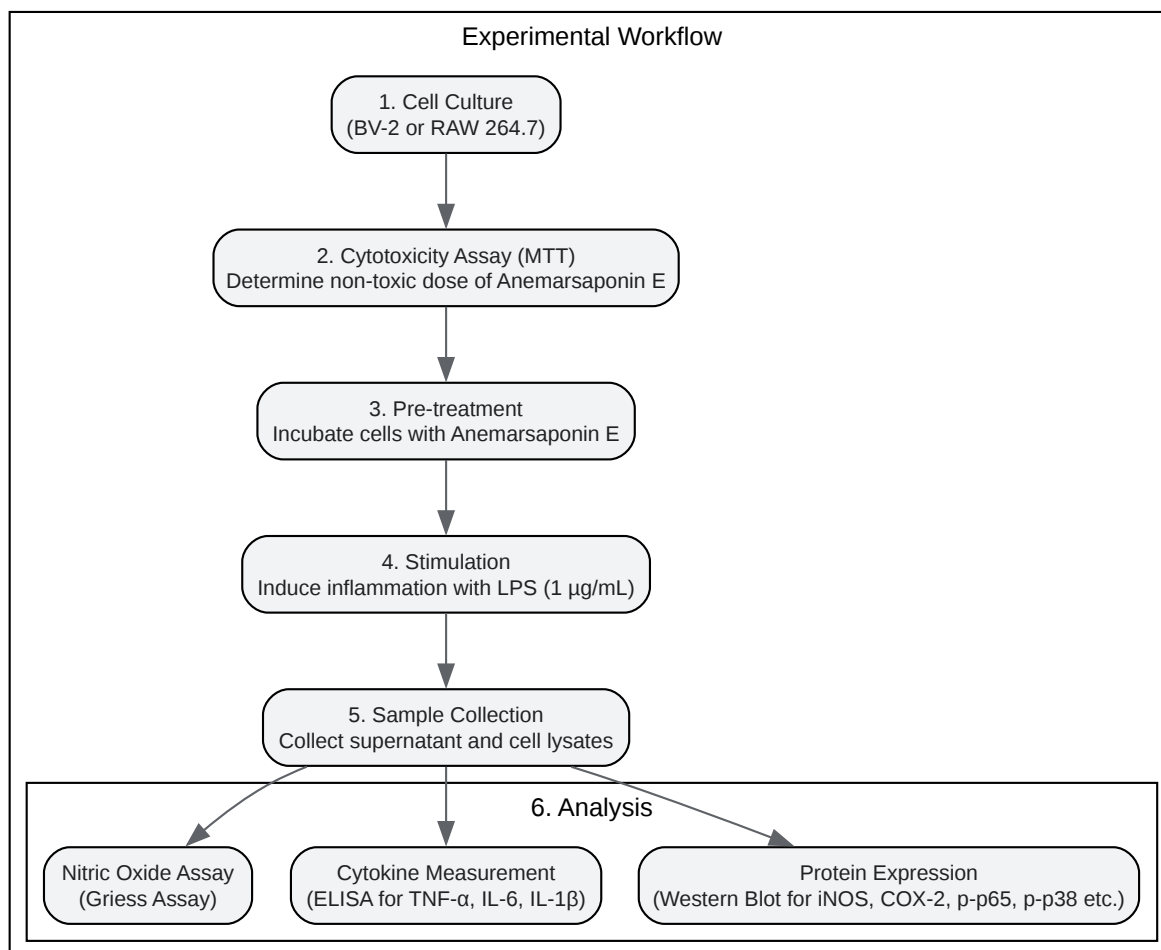 Experimental Workflow
1. Cell Culture
(BV-2 or RAW 264.7)
2. Cytotoxicity Assay (MTT)
Determine non-toxic dose of Anemarsaponin E
3. Pre-treatment
Incubate cells with Anemarsaponin E
4. Stimulation
Induce inflammation with LPS (1 µg/mL)
5. Sample Collection
Collect supernatant and cell lysates
6. Analysis
Nitric Oxide Assay
(Griess Assay)
Cytokine Measurement
(ELISA for TNF-α, IL-6, IL-1β)
Protein Expression
(Western Blot for iNOS, COX-2, p-p65, p-p38 etc.)